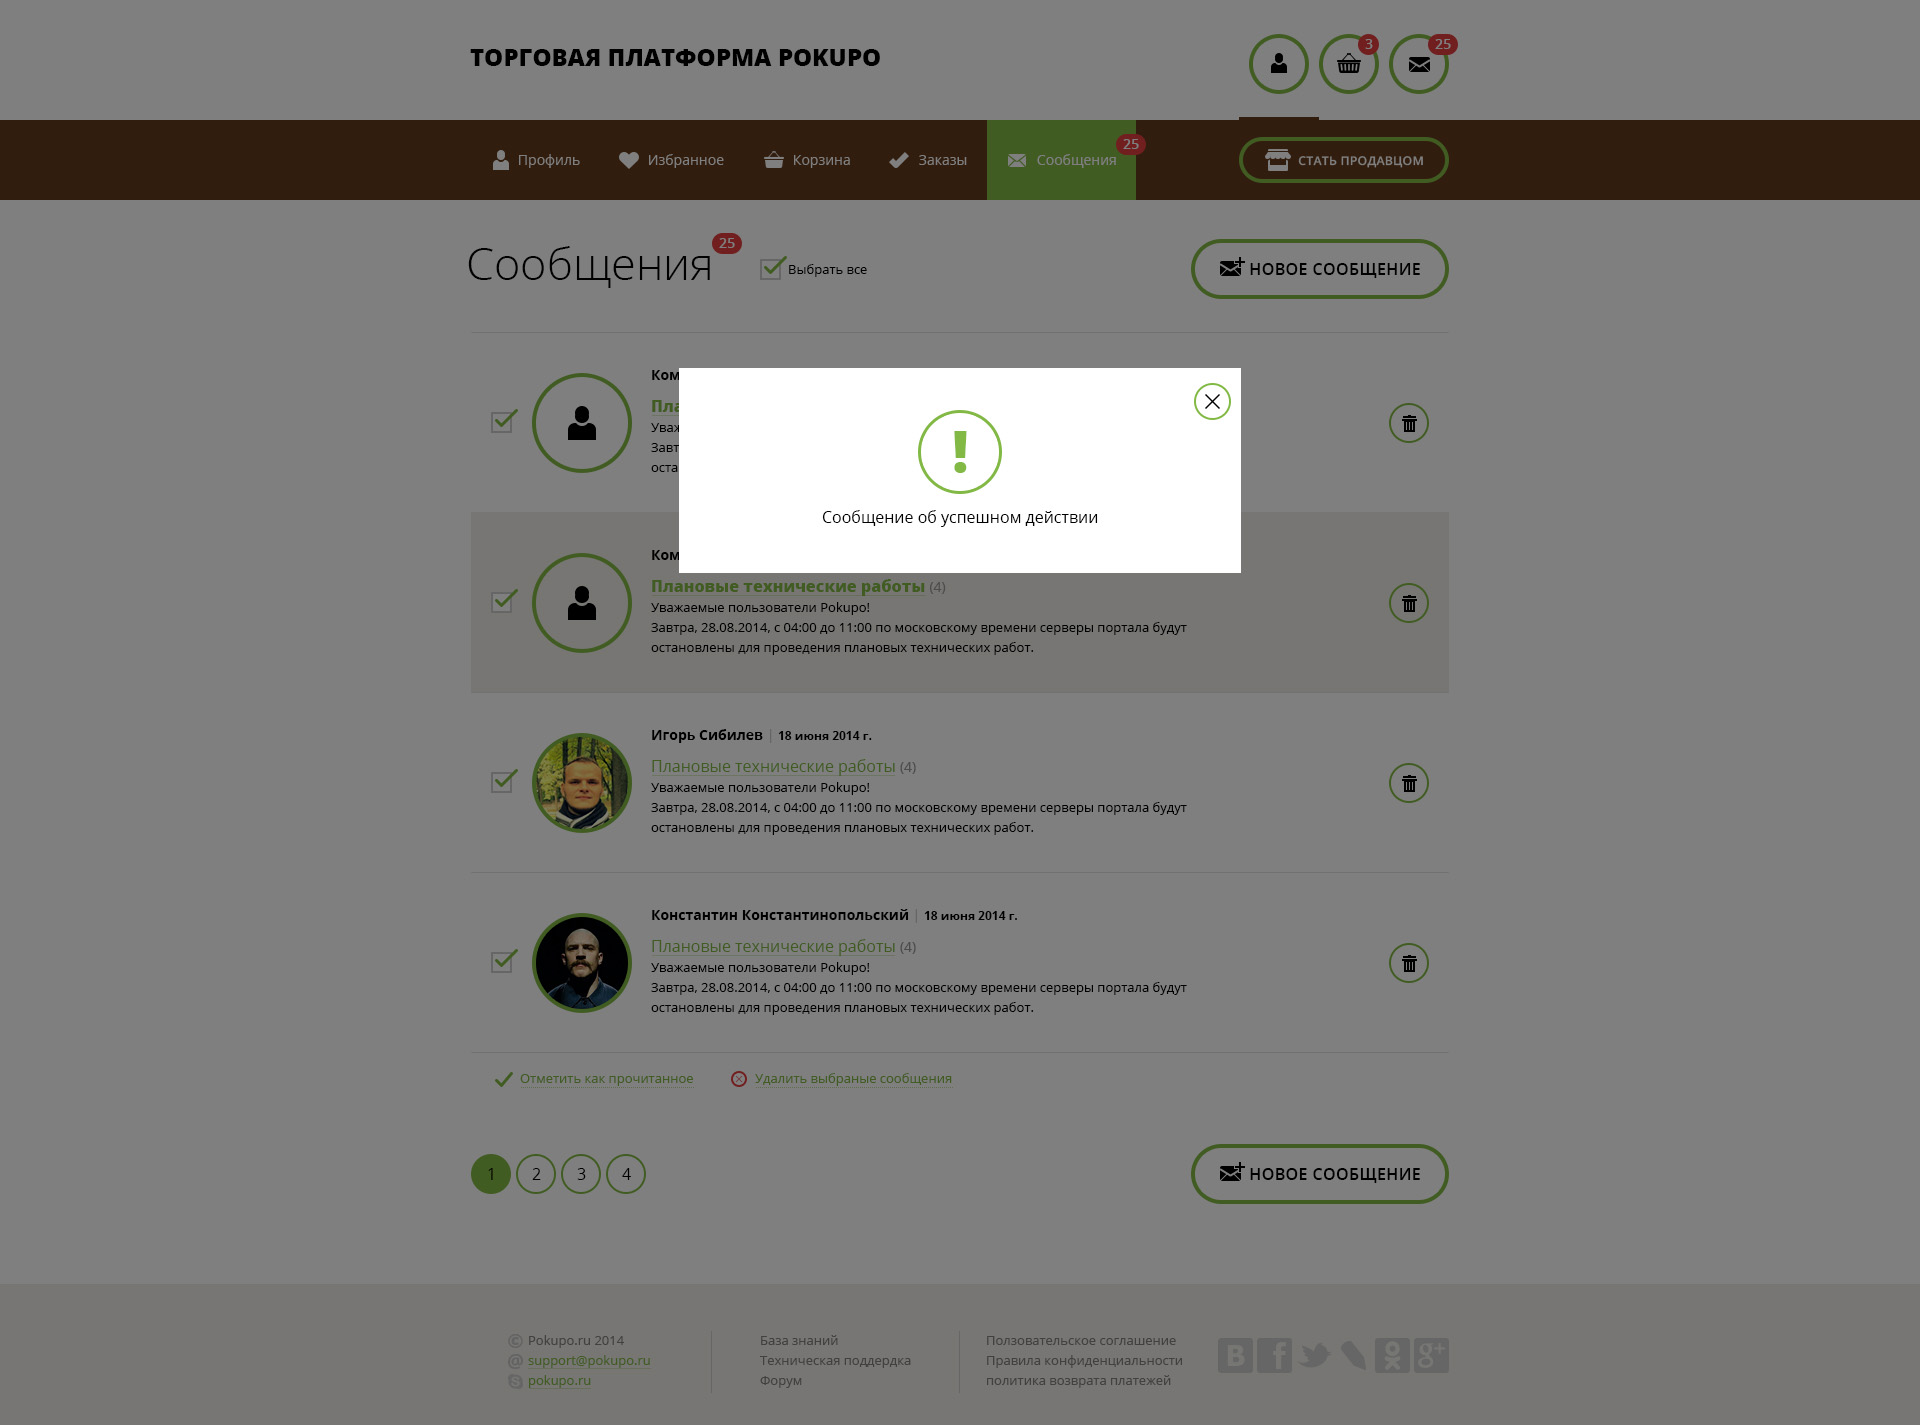 ТОРГОВАЯ ПЛАТФОРМА POKUPO
3
25
Профиль
Избранное
Корзина
Заказы
Сообщения
25
СТАТЬ ПРОДАВЦОМ
Сообщения
25
Выбрать все
НОВОЕ СООБЩЕНИЕ
Ком
Пла
Уваж
Завт
оста
Сообщение об успешном действии
Ком
Плановые технические работы (4)
Уважаемые пользователи Pokupo!
Завтра, 28.08.2014, с 04:00 до 11:00 по московскому времени серверы портала будут
остановлены для проведения плановых технических работ.
Игорь Сибилев | 18 июня 2014 г.
Плановые технические работы (4)
Уважаемые пользователи Pokupo!
Завтра, 28.08.2014, с 04:00 до 11:00 по московскому времени серверы портала будут
остановлены для проведения плановых технических работ.
Константин Константинопольский | 18 июня 2014 г.
Плановые технические работы (4)
Уважаемые пользователи Pokupo!
Завтра, 28.08.2014, с 04:00 до 11:00 по московскому времени серверы портала будут
остановлены для проведения плановых технических работ.
Отметить как прочитанное
Удалить выбраные сообщения
1 2 3 4
НОВОЕ СООБЩЕНИЕ
© Pokupo.ru 2014
@ support@pokupo.ru
pokupo.ru
База знаний
Техническая поддердка
Форум
Ползовательское соглашение
Правила конфиденциальности
политика возврата платежей